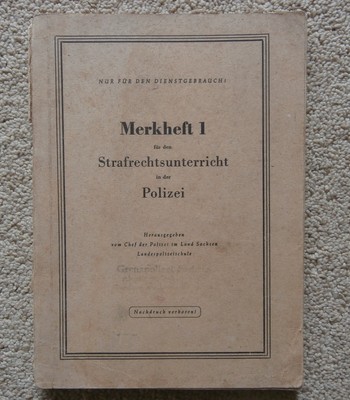 NUR FÜR DEN DIENSTGEBRAUCH!
Merkheft 1
für den
Strafrechtsunterricht
in der
Polizei
Herausgegeben
vom Chef der Polizei im Land Sachsen
Landespolizeischule
Nachdruck verboten!